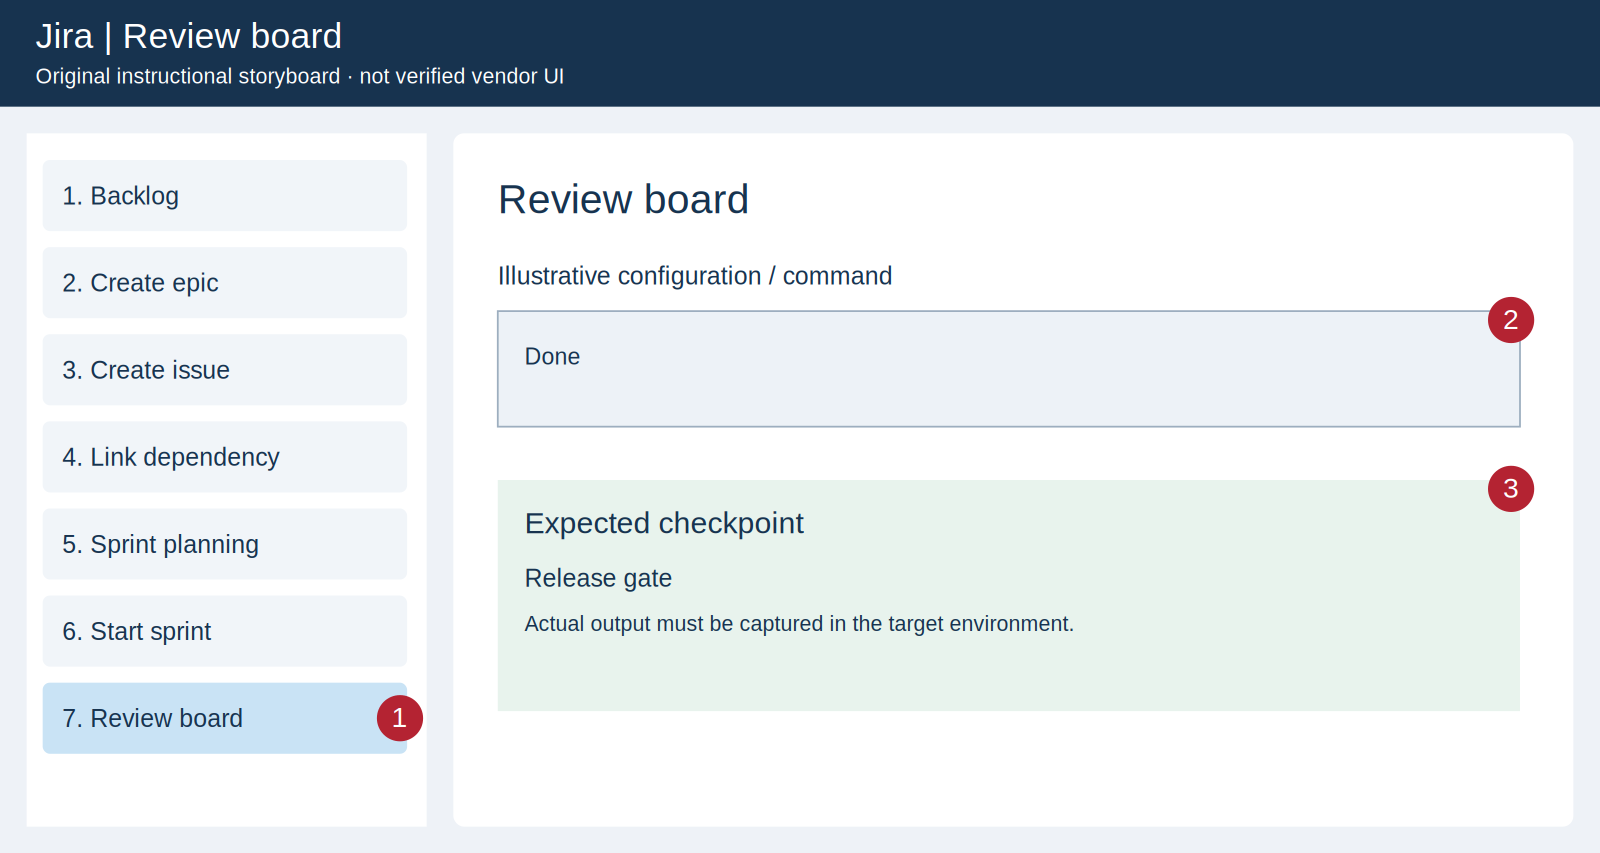 Jira | Review board
Original instructional storyboard · not verified vendor UI
1. Backlog
2. Create epic
3. Create issue
4. Link dependency
5. Sprint planning
6. Start sprint
7. Review board
1
Review board
Illustrative configuration / command
2
Done
3
Expected checkpoint
Release gate
Actual output must be captured in the target environment.